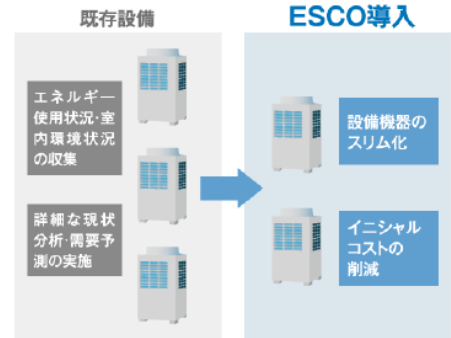 既存設備
エネルギー
使用状況・室
内環境状況
の収集
詳細な現状
分析・需要予
測の実施
ESCO導入
設備機器の
スリム化
イニシャル
コストの
削減